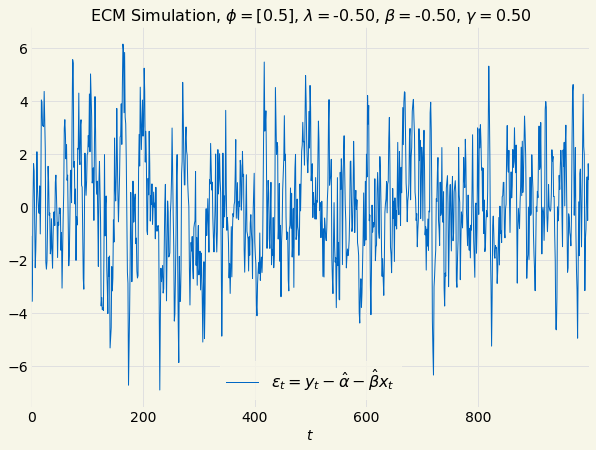 ECM Simulation, ϕ = [0.5], λ = -0.50, β = -0.50, γ = 0.50
6
4
2
0
−2
−4
−6
εₜ = yₜ − α̂ − β̂xₜ
0 200 400 600 800
t